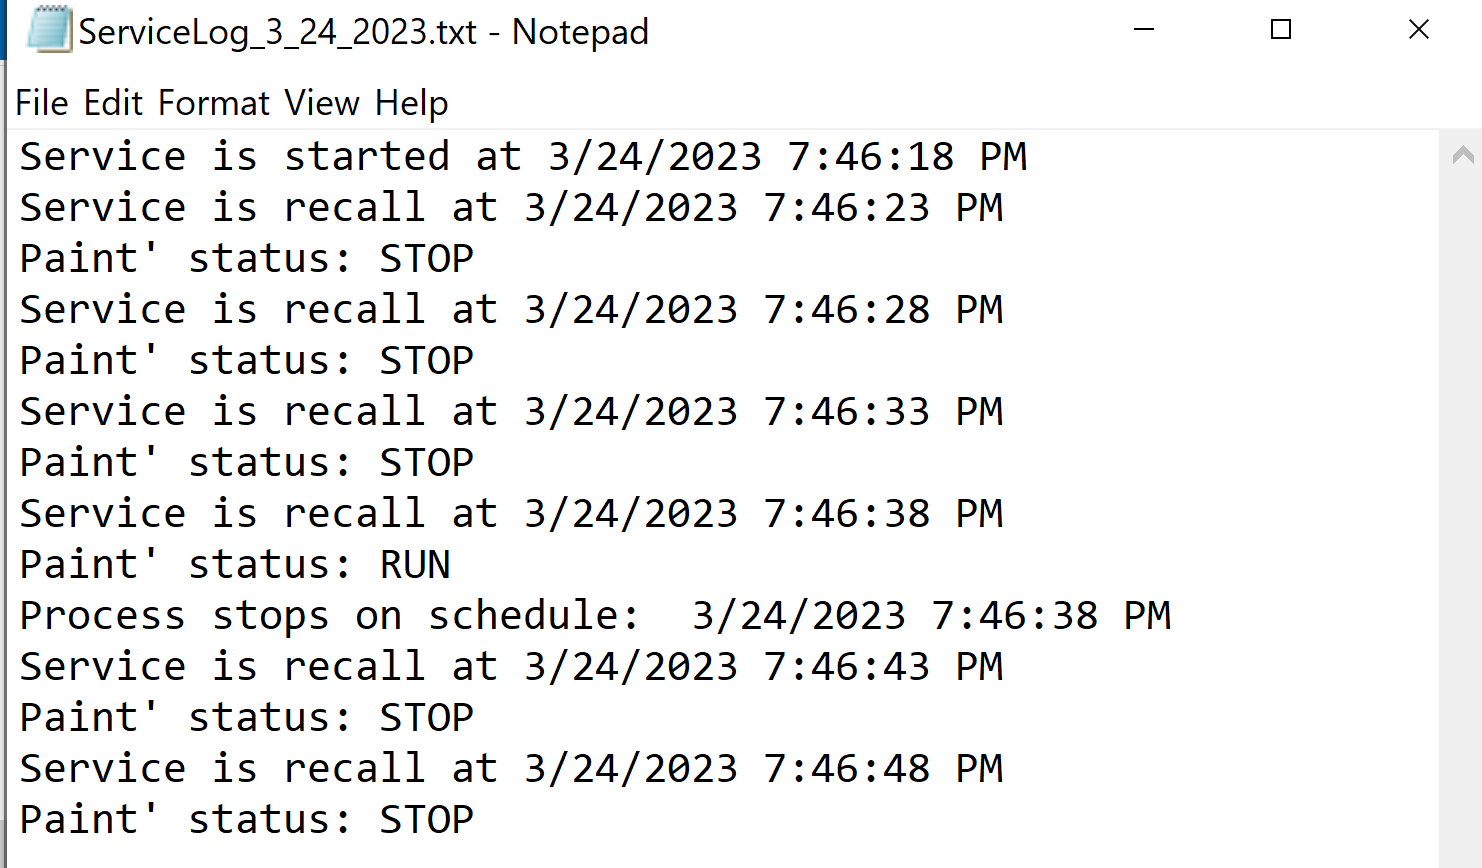 ServiceLog_3_24_2023.txt - Notepad
File Edit Format View Help
Service is started at 3/24/2023 7:46:18 PM
Service is recall at 3/24/2023 7:46:23 PM
Paint' status: STOP
Service is recall at 3/24/2023 7:46:28 PM
Paint' status: STOP
Service is recall at 3/24/2023 7:46:33 PM
Paint' status: STOP
Service is recall at 3/24/2023 7:46:38 PM
Paint' status: RUN
Process stops on schedule:  3/24/2023 7:46:38 PM
Service is recall at 3/24/2023 7:46:43 PM
Paint' status: STOP
Service is recall at 3/24/2023 7:46:48 PM
Paint' status: STOP